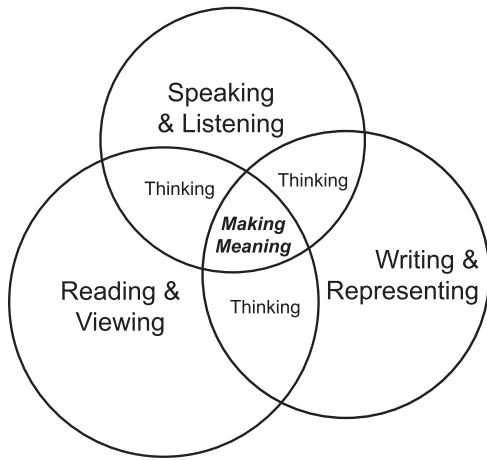 Speaking
& Listening
Thinking
Thinking
Making
Meaning
Writing &
Representing
Reading &
Viewing
Thinking